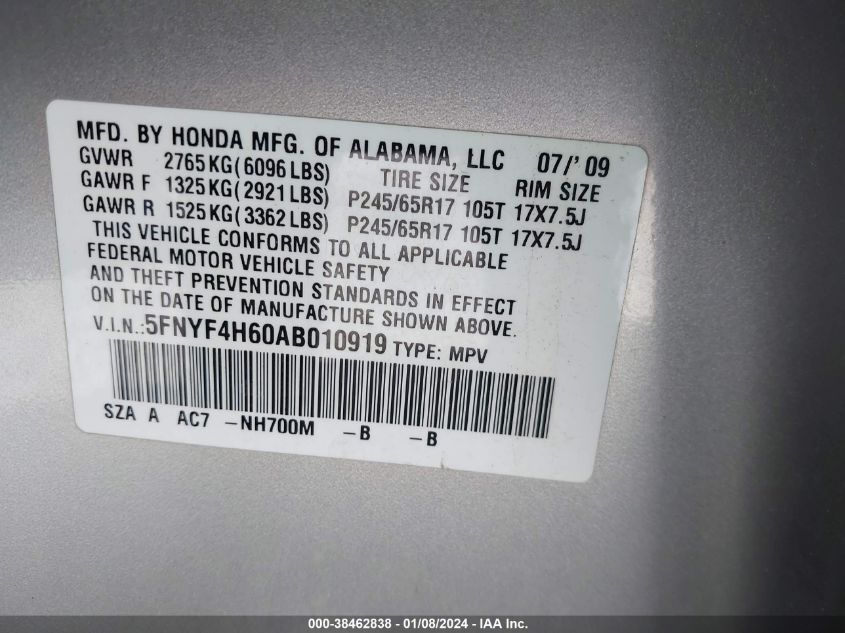 MFD. BY HONDA MFG. OF ALABAMA, LLC 07/'09
GVWR 2765KG(6096LBS) TIRE SIZE RIM SIZE
GAWR F 1325KG(2921LBS) P245/65R17 105T 17X7.5J
GAWR R 1525KG(3362LBS) P245/65R17 105T 17X7.5J
THIS VEHICLE CONFORMS TO ALL APPLICABLE
FEDERAL MOTOR VEHICLE SAFETY
AND THEFT PREVENTION STANDARDS IN EFFECT
ON THE DATE OF MANUFACTURE SHOWN ABOVE.
V.I.N.:5FNYF4H60AB010919 TYPE: MPV
SZA A AC7 -NH700M -B -B
000-38462838 - 01/08/2024 - IAA Inc.